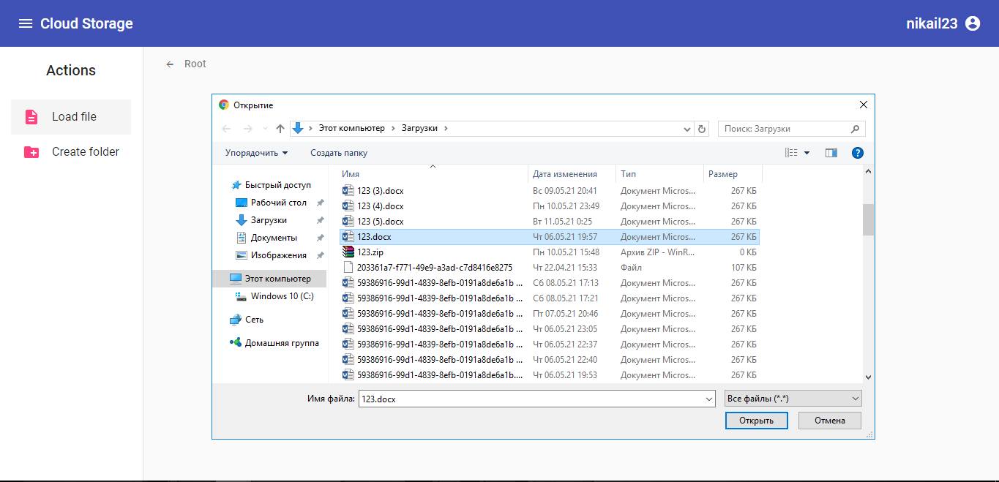 Cloud Storage
nikail23
Actions
Load file
Create folder
Root
Открытие
Этот компьютер
Загрузки
Поиск: Загрузки
Упорядочить
Создать папку
?
Быстрый доступ
Рабочий стол
Загрузки
Документы
Изображения
Этот компьютер
Windows 10 (C:)
Сеть
Домашняя группа
Имя Дата изменения Тип Размер
123 (3).docx Вс 09.05.21 20:41 Документ Micros... 267 КБ
123 (4).docx Пн 10.05.21 23:49 Документ Micros... 267 КБ
123 (5).docx Вт 11.05.21 0:25 Документ Micros... 267 КБ
123.docx Чт 06.05.21 19:57 Документ Micros... 267 КБ
123.zip Пн 10.05.21 15:48 Архив ZIP - WinR... 0 КБ
203361a7-f771-49e9-a3ad-c7d8416e8275 Чт 22.04.21 15:33 Файл 107 КБ
59386916-99d1-4839-8efb-0191a8de6a1b ... Сб 08.05.21 17:13 Документ Micros... 267 КБ
59386916-99d1-4839-8efb-0191a8de6a1b ... Сб 08.05.21 17:21 Документ Micros... 267 КБ
59386916-99d1-4839-8efb-0191a8de6a1b ... Пт 07.05.21 20:46 Документ Micros... 267 КБ
59386916-99d1-4839-8efb-0191a8de6a1b ... Чт 06.05.21 23:05 Документ Micros... 267 КБ
59386916-99d1-4839-8efb-0191a8de6a1b ... Чт 06.05.21 22:37 Документ Micros... 267 КБ
59386916-99d1-4839-8efb-0191a8de6a1b ... Чт 06.05.21 22:40 Документ Micros... 267 КБ
59386916-99d1-4839-8efb-0191a8de6a1b.... Чт 06.05.21 19:53 Документ Micros... 267 КБ
Имя файла: 123.docx Все файлы (*.*)
Открыть Отмена